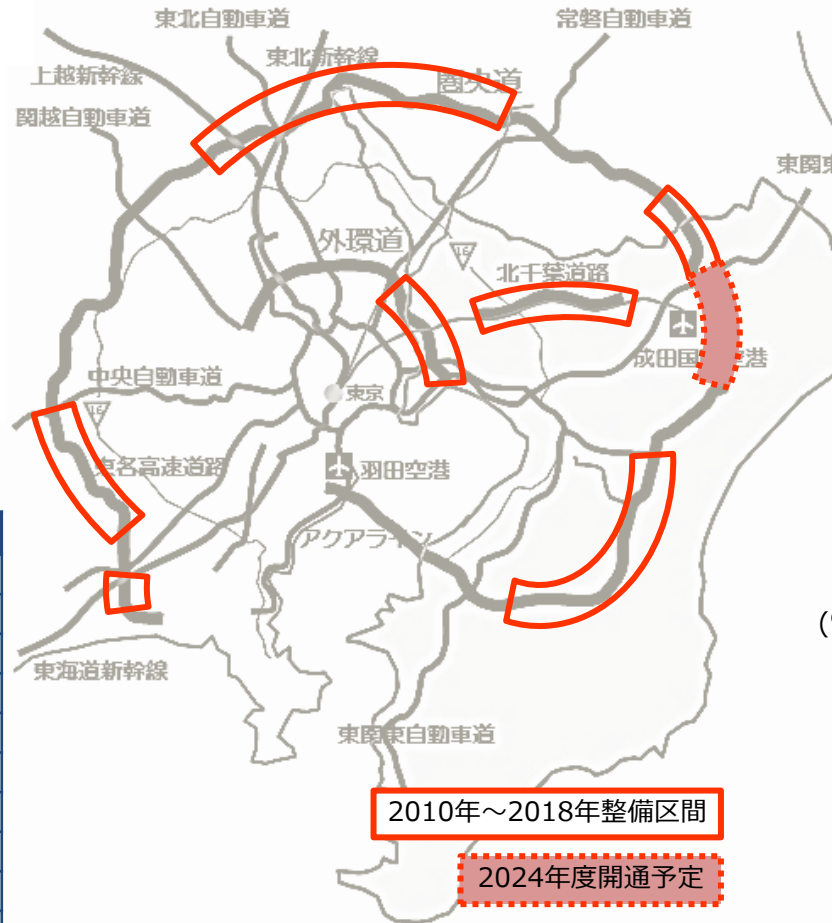 東北自動車道
常磐自動車道
東北新幹線
上越新幹線
圏央道
関越自動車道
東関東
外環道
16
北千葉道路
成田国 空港
中央自動車道
東京
16
東名高速道路
羽田空港
アクアライン
東海道新幹線
東関東自動車道
2010年～2018年整備区間
2024年度開通予定